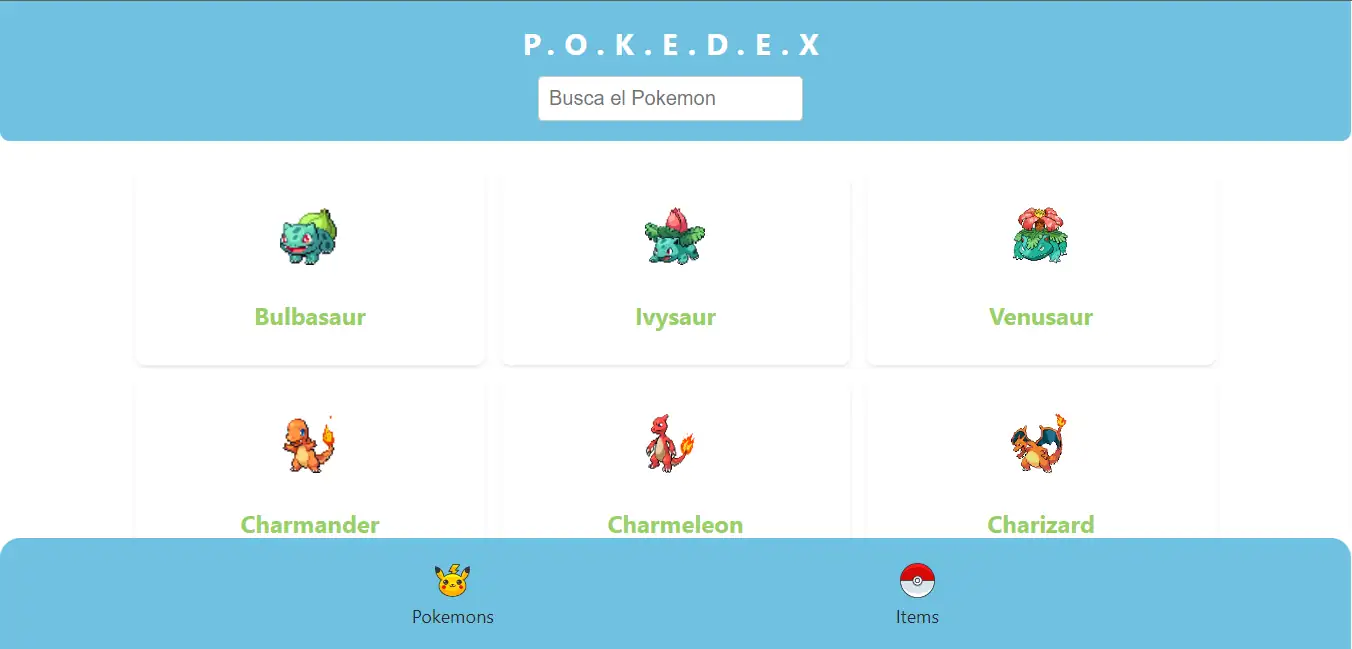 P.O.K.E.D.E.X
Busca el Pokemon
Bulbasaur
Ivysaur
Venusaur
Charmander
Charmeleon
Charizard
Pokemons
Items